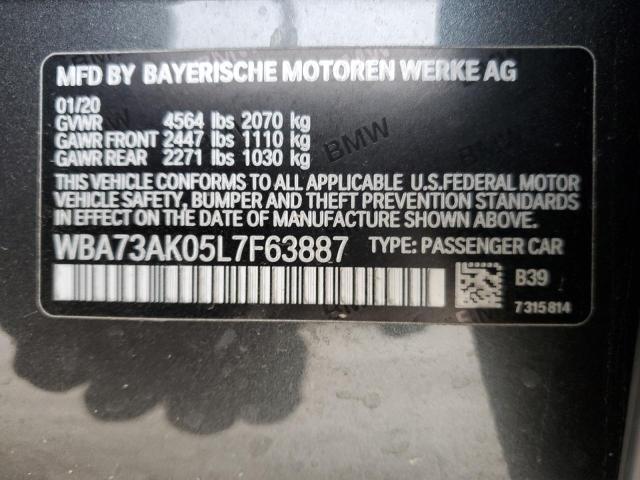 MFD BY BAYERISCHE MOTOREN WERKE AG
01/20
GVWR 4564 lbs 2070 kg
GAWR FRONT 2447 lbs 1110 kg
GAWR REAR 2271 lbs 1030 kg
BMW
THIS VEHICLE CONFORMS TO ALL APPLICABLE U.S.FEDERAL MOTOR
VEHICLE SAFETY, BUMPER AND THEFT PREVENTION STANDARDS
IN EFFECT ON THE DATE OF MANUFACTURE SHOWN ABOVE.
WBA73AK05L7F63887 TYPE: PASSENGER CAR
B39
7315814